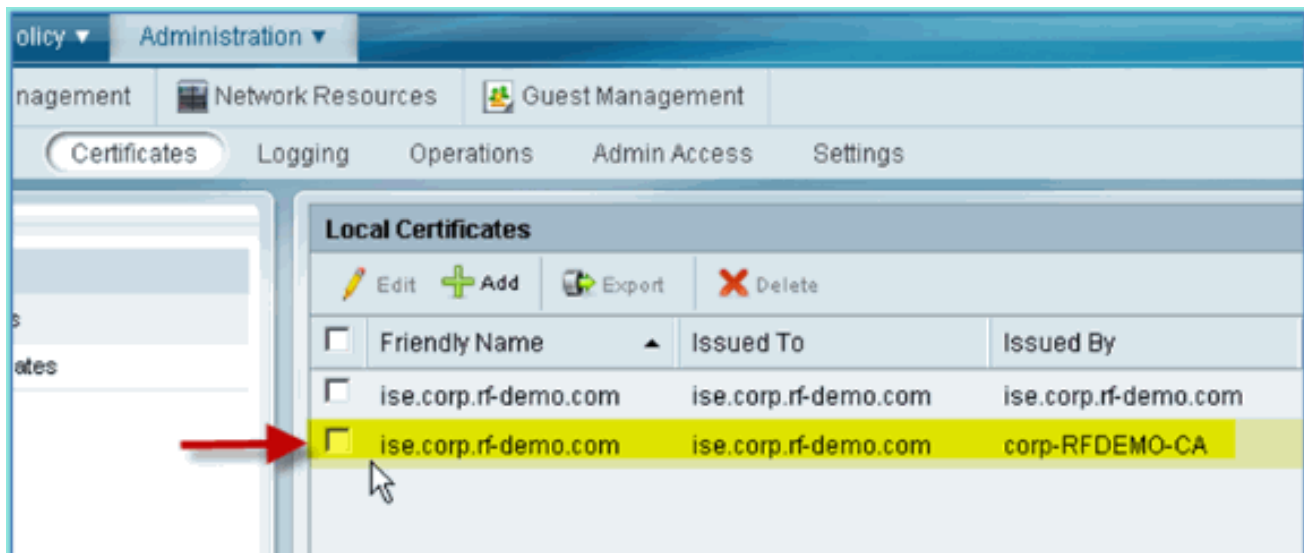 olicy ▼ Administration ▼
nagement Network Resources Guest Management
Certificates Logging Operations Admin Access Settings
Local Certificates
Edit Add Export Delete
s
ates
Friendly Name ▲ Issued To Issued By
ise.corp.rf-demo.com ise.corp.rf-demo.com ise.corp.rf-demo.com
ise.corp.rf-demo.com ise.corp.rf-demo.com corp-RFDEMO-CA